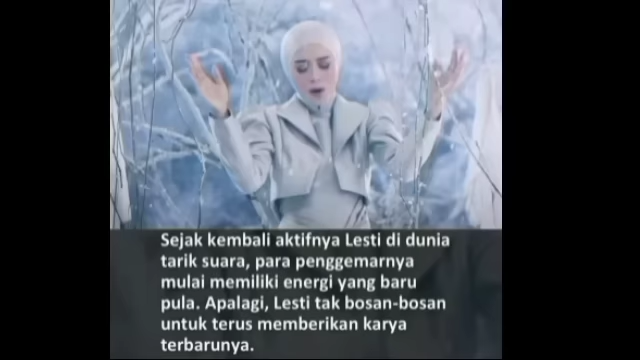 Sejak kembali aktifnya Lesti di dunia
tarik suara, para penggemarnya
mulai memiliki energi yang baru
pula. Apalagi, Lesti tak bosan-bosan
untuk terus memberikan karya
terbarunya.